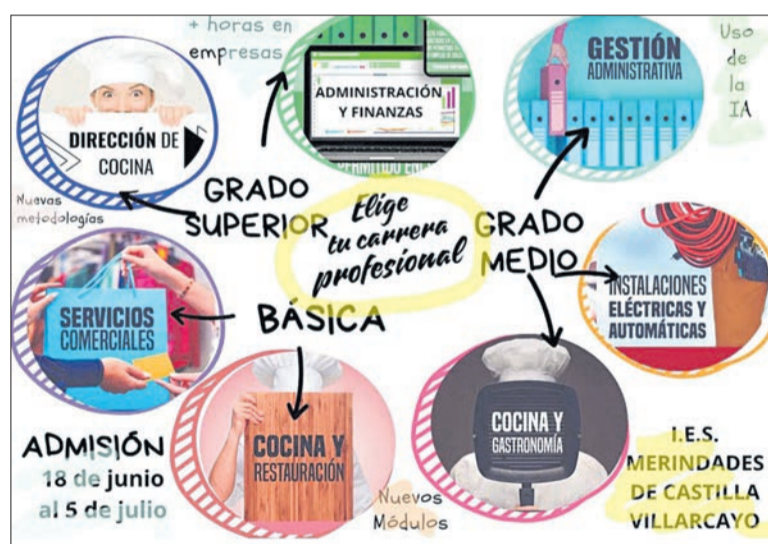 + horas en
empresas
Uso
de
la
IA
DIRECCIÓN DE
COCINA
ADMINISTRACIÓN
Y FINANZAS
GESTIÓN
ADMINISTRATIVA
Nuevas
metodologías
GRADO
SUPERIOR
Elige
tu carrera
profesional
GRADO
MEDIO
SERVICIOS
COMERCIALES
BÁSICA
INSTALACIONES
ELÉCTRICAS Y
AUTOMÁTICAS
COCINA Y
RESTAURACIÓN
COCINA Y
GASTRONOMÍA
ADMISIÓN
18 de junio
al 5 de julio
Nuevos
Módulos
I.E.S.
MERINDADES
DE CASTILLA
VILLARCAYO